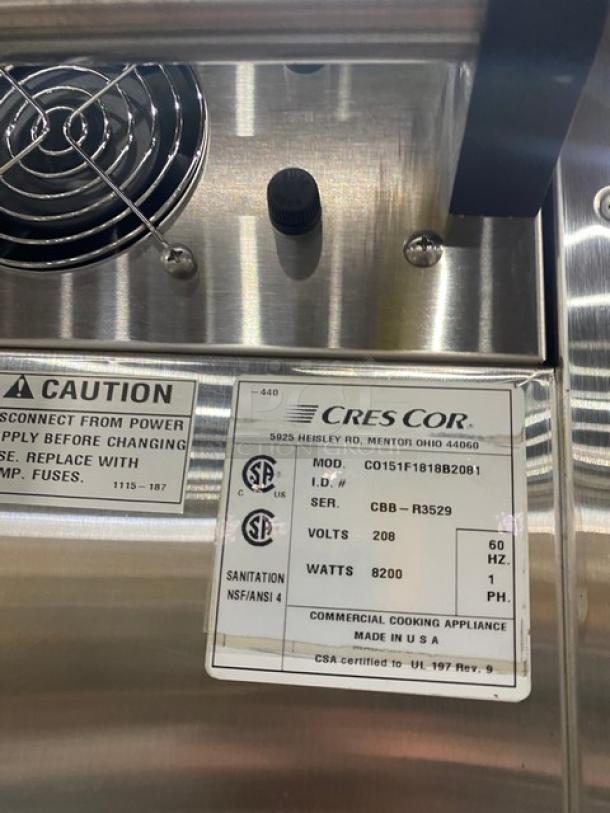 CAUTION
SCONNECT FROM POWER
PPLY BEFORE CHANGING
SE. REPLACE WITH
MP. FUSES.
1115-187
-440
CRES COR®
5925 HEISLEY RD, MENTOR OHIO 44060
MOD. CO151F1818B2081
I.D. #
SER. CBB-R3529
VOLTS 208
WATTS 8200
60
HZ.
1
PH.
C US
SANITATION
NSF/ANSI 4
COMMERCIAL COOKING APPLIANCE
MADE IN U S A
CSA certified to UL 197 Rev. 9